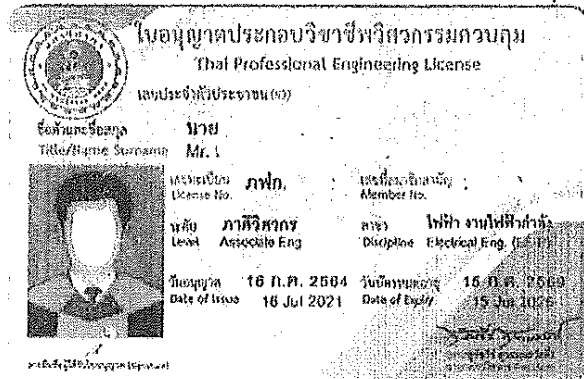 ใบอนุญาตประกอบวิชาชีพวิศวกรรมควบคุม
Thai Professional Engineering License
เลขประจำตัวประชาชน
ชื่อตัวและชื่อสกุล นาย
Title/Name Surname Mr.
เลขทะเบียน ภฟก. เลขที่สมาชิกสามัญ
License No. Member No.
ระดับ ภาคีวิศวกร สาขา ไฟฟ้า งานไฟฟ้ากำลัง
Level Associate Eng Discipline Electrical Eng.
วันอนุญาต 16 ก.ค. 2564 วันบัตรหมดอายุ 15 ก.ค.
Date of Issue 16 Jul 2021 Date of Expiry 15 Jul